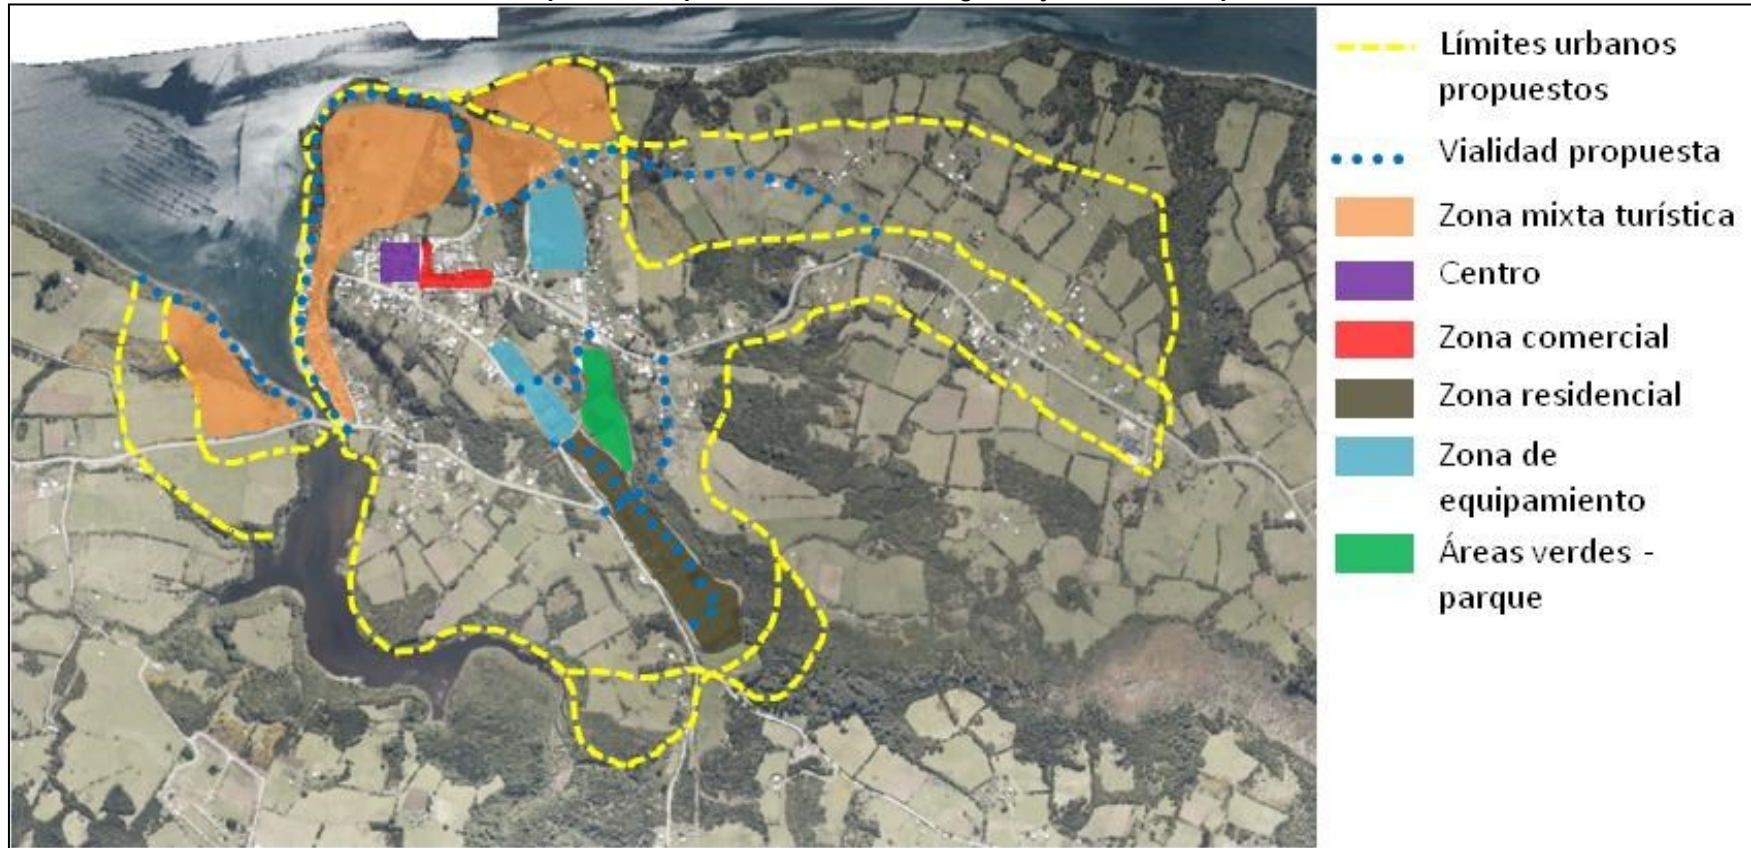 Límites urbanos
propuestos
Vialidad propuesta
Zona mixta turística
Centro
Zona comercial
Zona residencial
Zona de
equipamiento
Áreas verdes -
parque